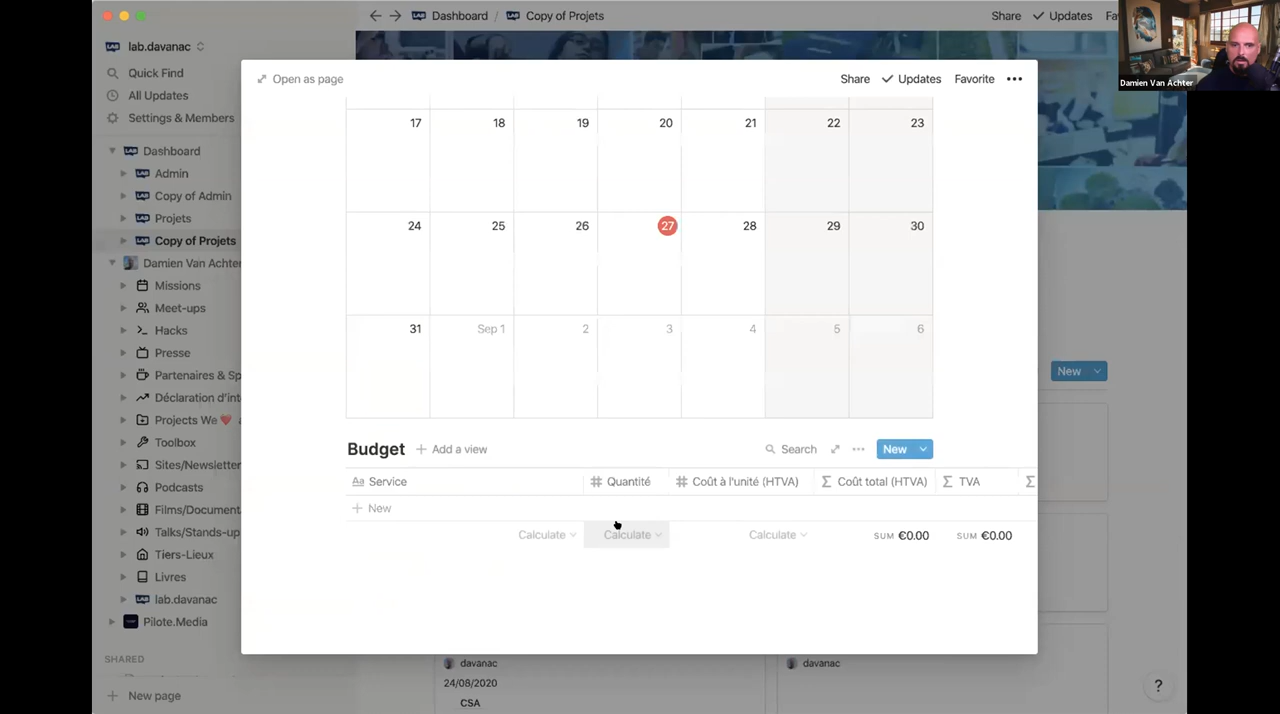 lab.davanac
Dashboard / Copy of Projets
Share Updates Fa
Damien Van Achter
Quick Find
All Updates
Settings & Members
Dashboard
Admin
Copy of Admin
Projets
Copy of Projets
Damien Van Achter
Missions
Meet-ups
Hacks
Presse
Partenaires & Sp
Déclaration d'int
Projects We ❤️
Toolbox
Sites/Newsletter
Podcasts
Films/Document
Talks/Stands-up
Tiers-Lieux
Livres
lab.davanac
Pilote.Media
SHARED
New page
Open as page
Share Updates Favorite •••
17 18 19 20 21 22 23
24 25 26 27 28 29 30
31 Sep 1 2 3 4 5 6
Budget + Add a view Search ••• New
Aa Service # Quantité # Coût à l'unité (HTVA) Σ Coût total (HTVA) Σ TVA Σ
+ New
Calculate Calculate Calculate SUM €0.00 SUM €0.00
New
davanac
24/08/2020
CSA
davanac
?